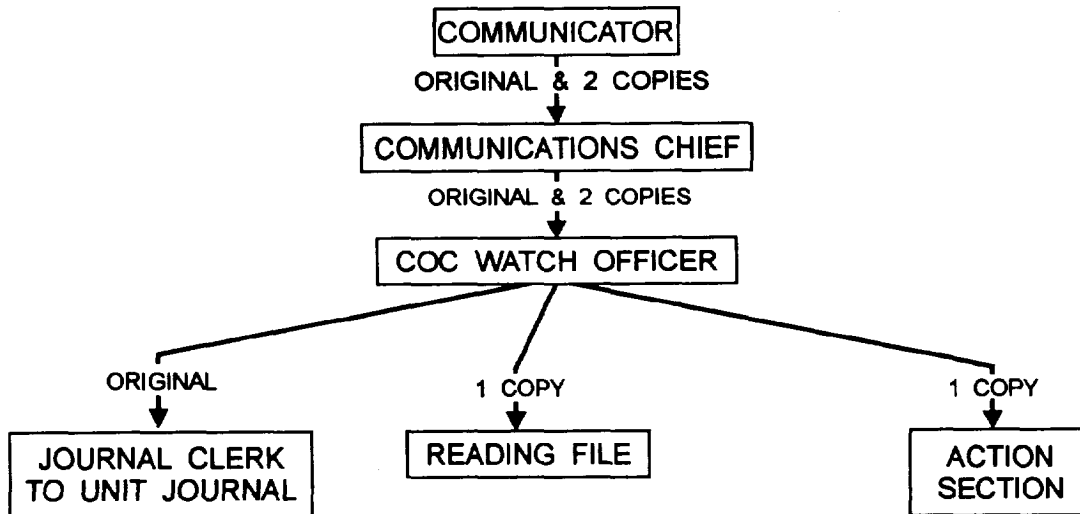 COMMUNICATOR
ORIGINAL & 2 COPIES
COMMUNICATIONS CHIEF
ORIGINAL & 2 COPIES
COC WATCH OFFICER
ORIGINAL
1 COPY
1 COPY
JOURNAL CLERK
TO UNIT JOURNAL
READING FILE
ACTION
SECTION